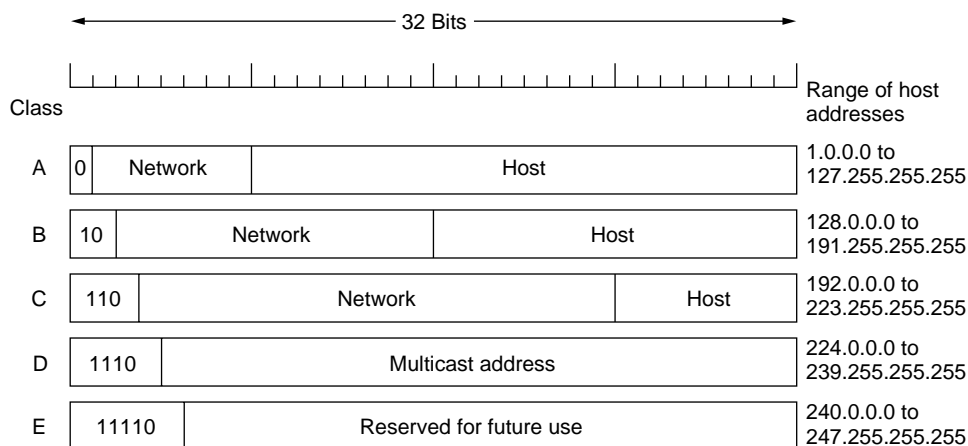 32 Bits
Range of host
addresses
Class
A 0 Network Host 1.0.0.0 to
127.255.255.255
B 10 Network Host 128.0.0.0 to
191.255.255.255
C 110 Network Host 192.0.0.0 to
223.255.255.255
D 1110 Multicast address 224.0.0.0 to
239.255.255.255
E 11110 Reserved for future use 240.0.0.0 to
247.255.255.255